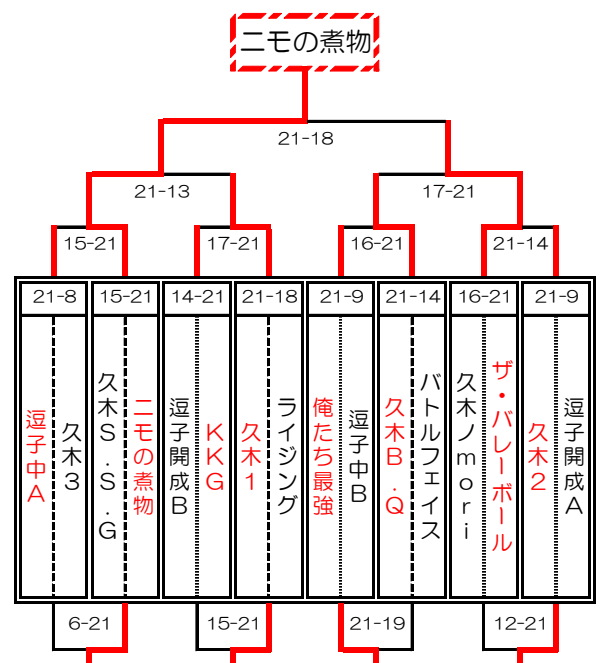 ニモの煮物
21-18
21-13
17-21
15-21
17-21
16-21
21-14
21-8
15-21
14-21
21-18
21-9
21-14
16-21
21-9
逗子中A
久木3
久木S.S.G
ニモの煮物
逗子開成B
KKG
久木1
ライジング
俺たち最強
逗子中B
久木B.Q
バトルフェイス
久木ノmori
ザ・バレーボール
久木2
逗子開成A
6-21
15-21
21-19
12-21